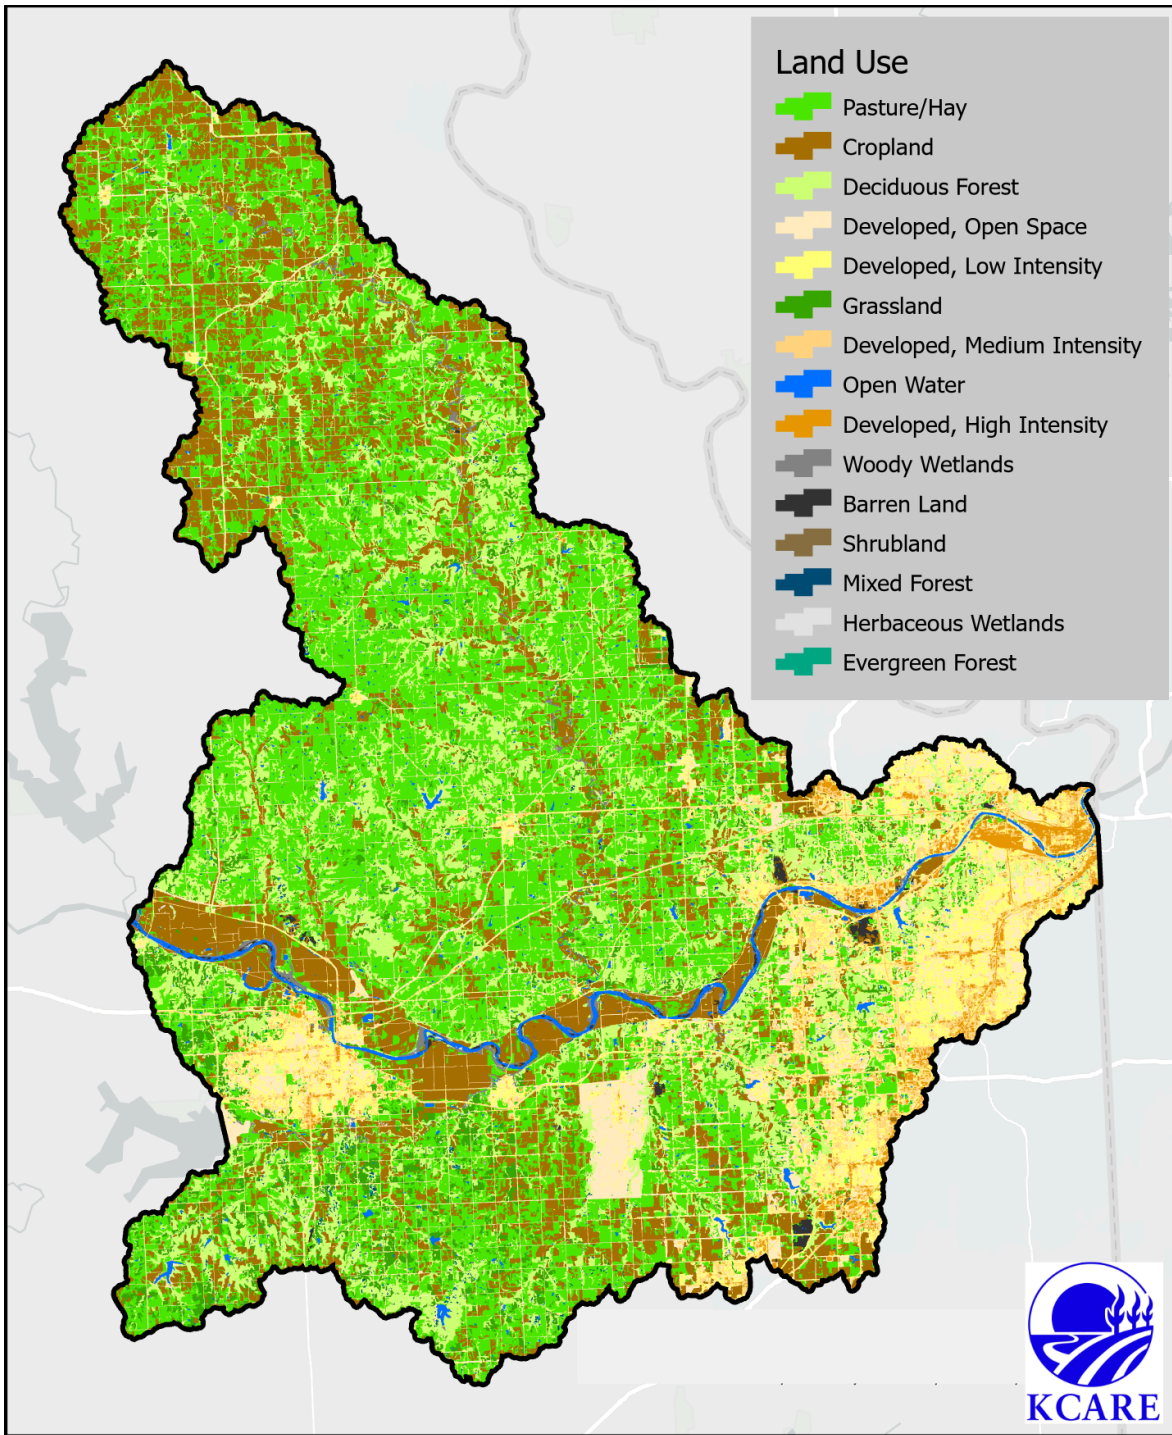 Land Use
Pasture/Hay
Cropland
Deciduous Forest
Developed, Open Space
Developed, Low Intensity
Grassland
Developed, Medium Intensity
Open Water
Developed, High Intensity
Woody Wetlands
Barren Land
Shrubland
Mixed Forest
Herbaceous Wetlands
Evergreen Forest
KCARE